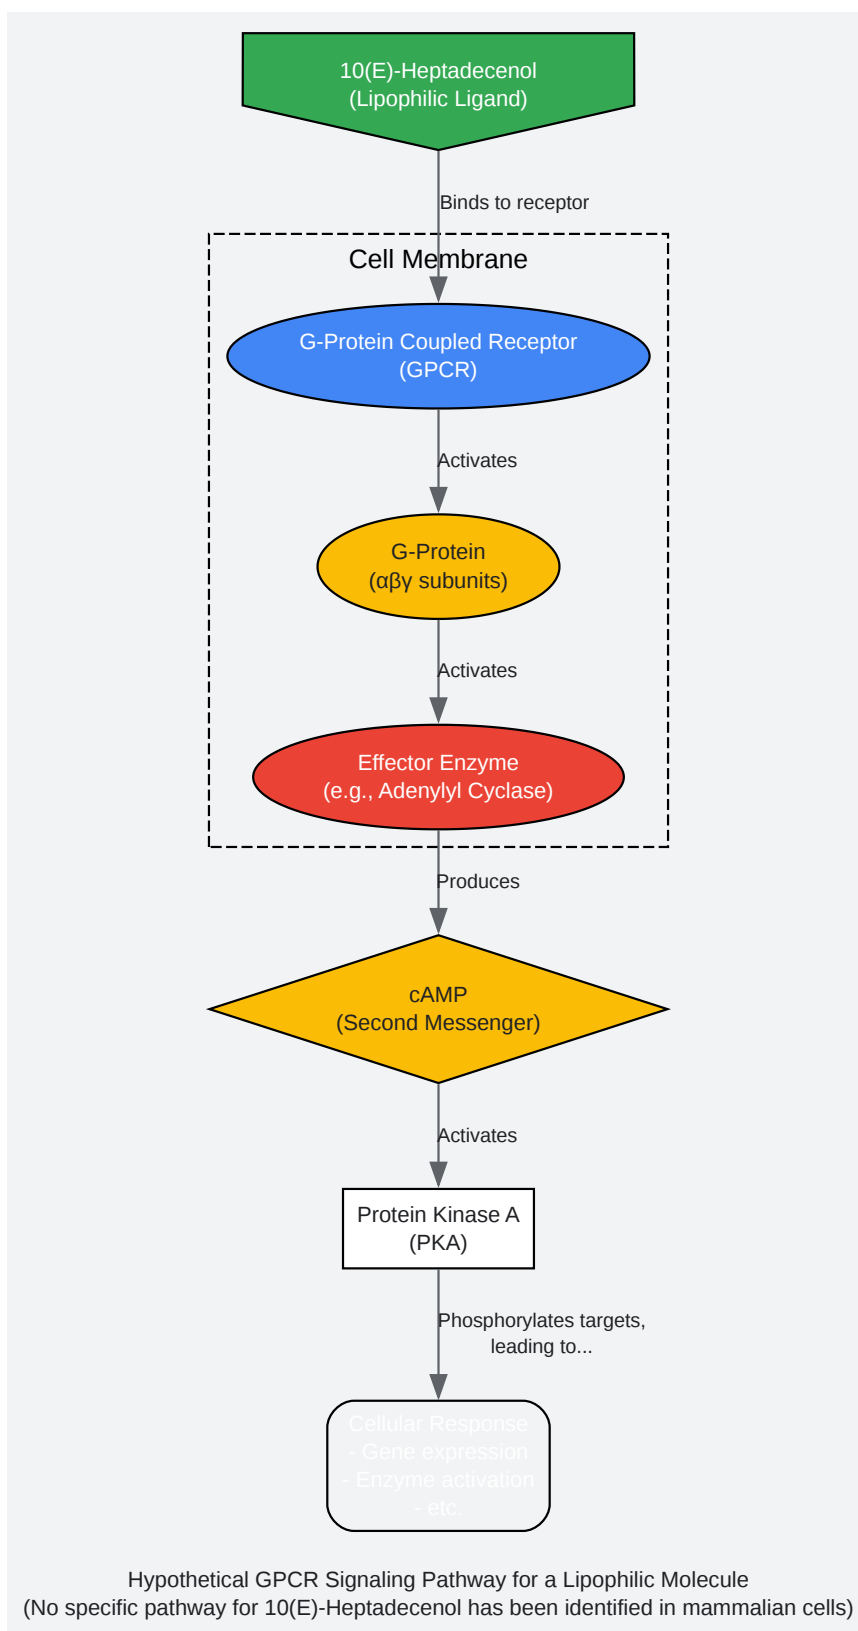 10(E)-Heptadecenol
(Lipophilic Ligand)
Binds to receptor
Cell Membrane
G-Protein Coupled Receptor
(GPCR)
Activates
G-Protein
(αβγ subunits)
Activates
Effector Enzyme
(e.g., Adenylyl Cyclase)
Produces
cAMP
(Second Messenger)
Activates
Protein Kinase A
(PKA)
Phosphorylates targets,
leading to...
Cellular Response
- Gene expression
- Enzyme activation
- etc.
Hypothetical GPCR Signaling Pathway for a Lipophilic Molecule
(No specific pathway for 10(E)-Heptadecenol has been identified in mammalian cells)